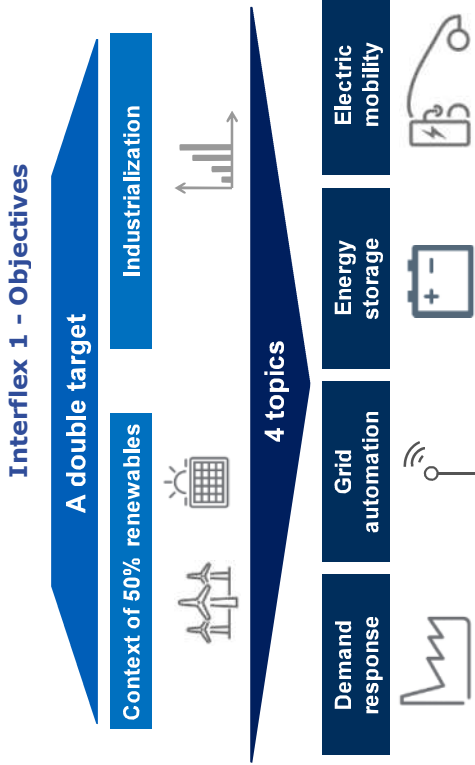 Interflex 1 - Objectives
A double target
Context of 50% renewables
Industrialization
4 topics
Demand
response
Grid
automation
Energy
storage
Electric
mobility